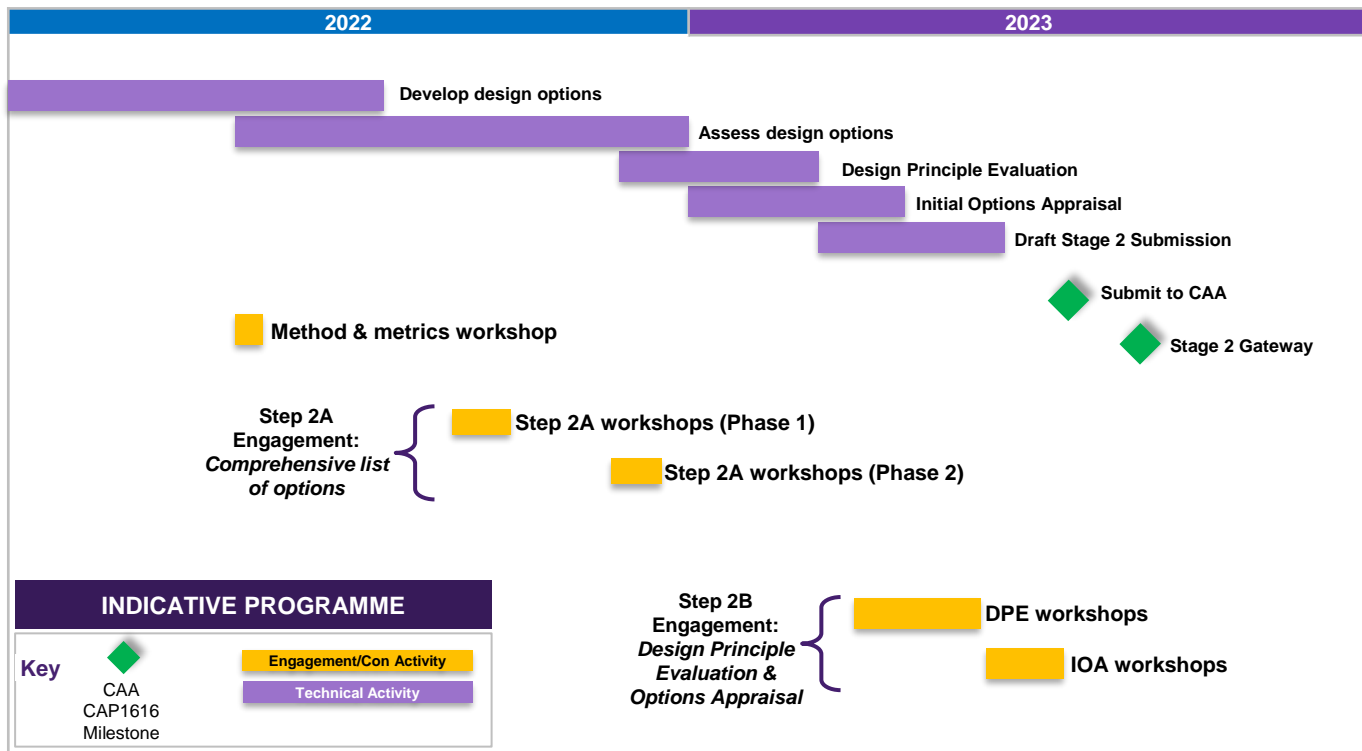 2022
2023
Develop design options
Assess design options
Design Principle Evaluation
Initial Options Appraisal
Draft Stage 2 Submission
Submit to CAA
Stage 2 Gateway
Method & metrics workshop
Step 2A
Engagement:
Comprehensive list
of options
Step 2A workshops (Phase 1)
Step 2A workshops (Phase 2)
Step 2B
Engagement:
Design Principle
Evaluation &
Options Appraisal
DPE workshops
IOA workshops
INDICATIVE PROGRAMME
Key
CAA
CAP1616
Milestone
Engagement/Con Activity
Technical Activity